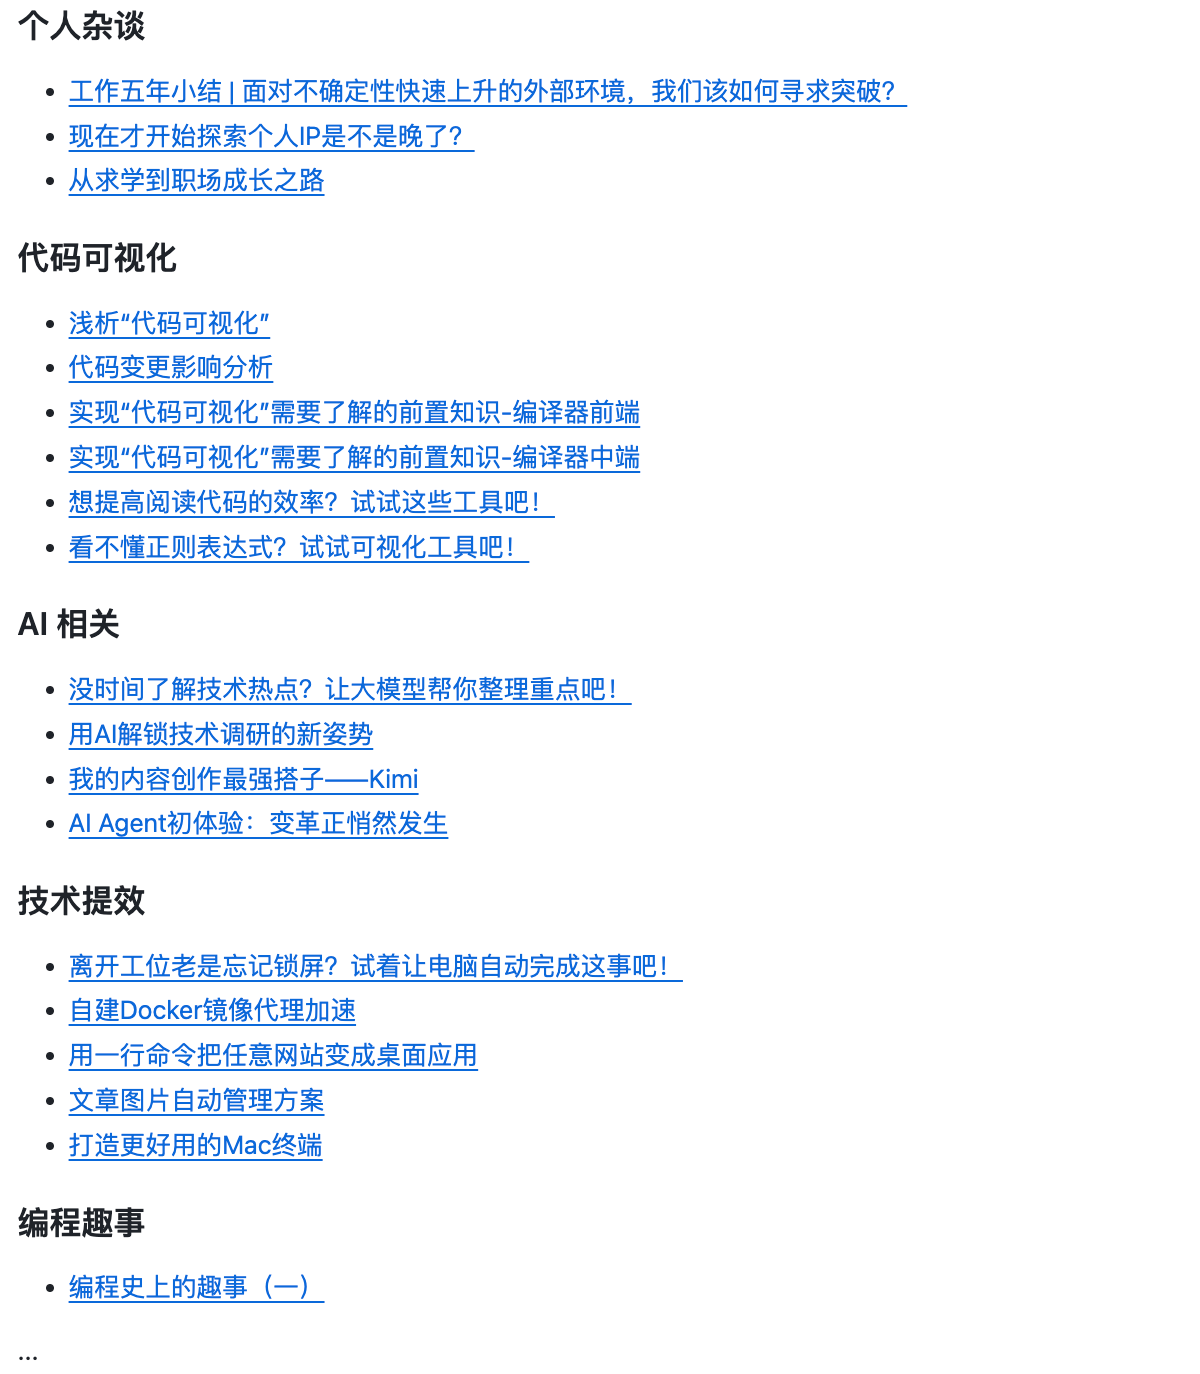 个人杂谈
工作五年小结 | 面对不确定性快速上升的外部环境，我们该如何寻求突破？
现在才开始探索个人IP是不是晚了？
从求学到职场成长之路
代码可视化
浅析“代码可视化”
代码变更影响分析
实现“代码可视化”需要了解的前置知识-编译器前端
实现“代码可视化”需要了解的前置知识-编译器中端
想提高阅读代码的效率？试试这些工具吧！
看不懂正则表达式？试试可视化工具吧！
AI 相关
没时间了解技术热点？让大模型帮你整理重点吧！
用AI解锁技术调研的新姿势
我的内容创作最强搭子——Kimi
AI Agent初体验：变革正悄然发生
技术提效
离开工位老是忘记锁屏？试着让电脑自动完成这事吧！
自建Docker镜像代理加速
用一行命令把任意网站变成桌面应用
文章图片自动管理方案
打造更好用的Mac终端
编程趣事
编程史上的趣事（一）
...